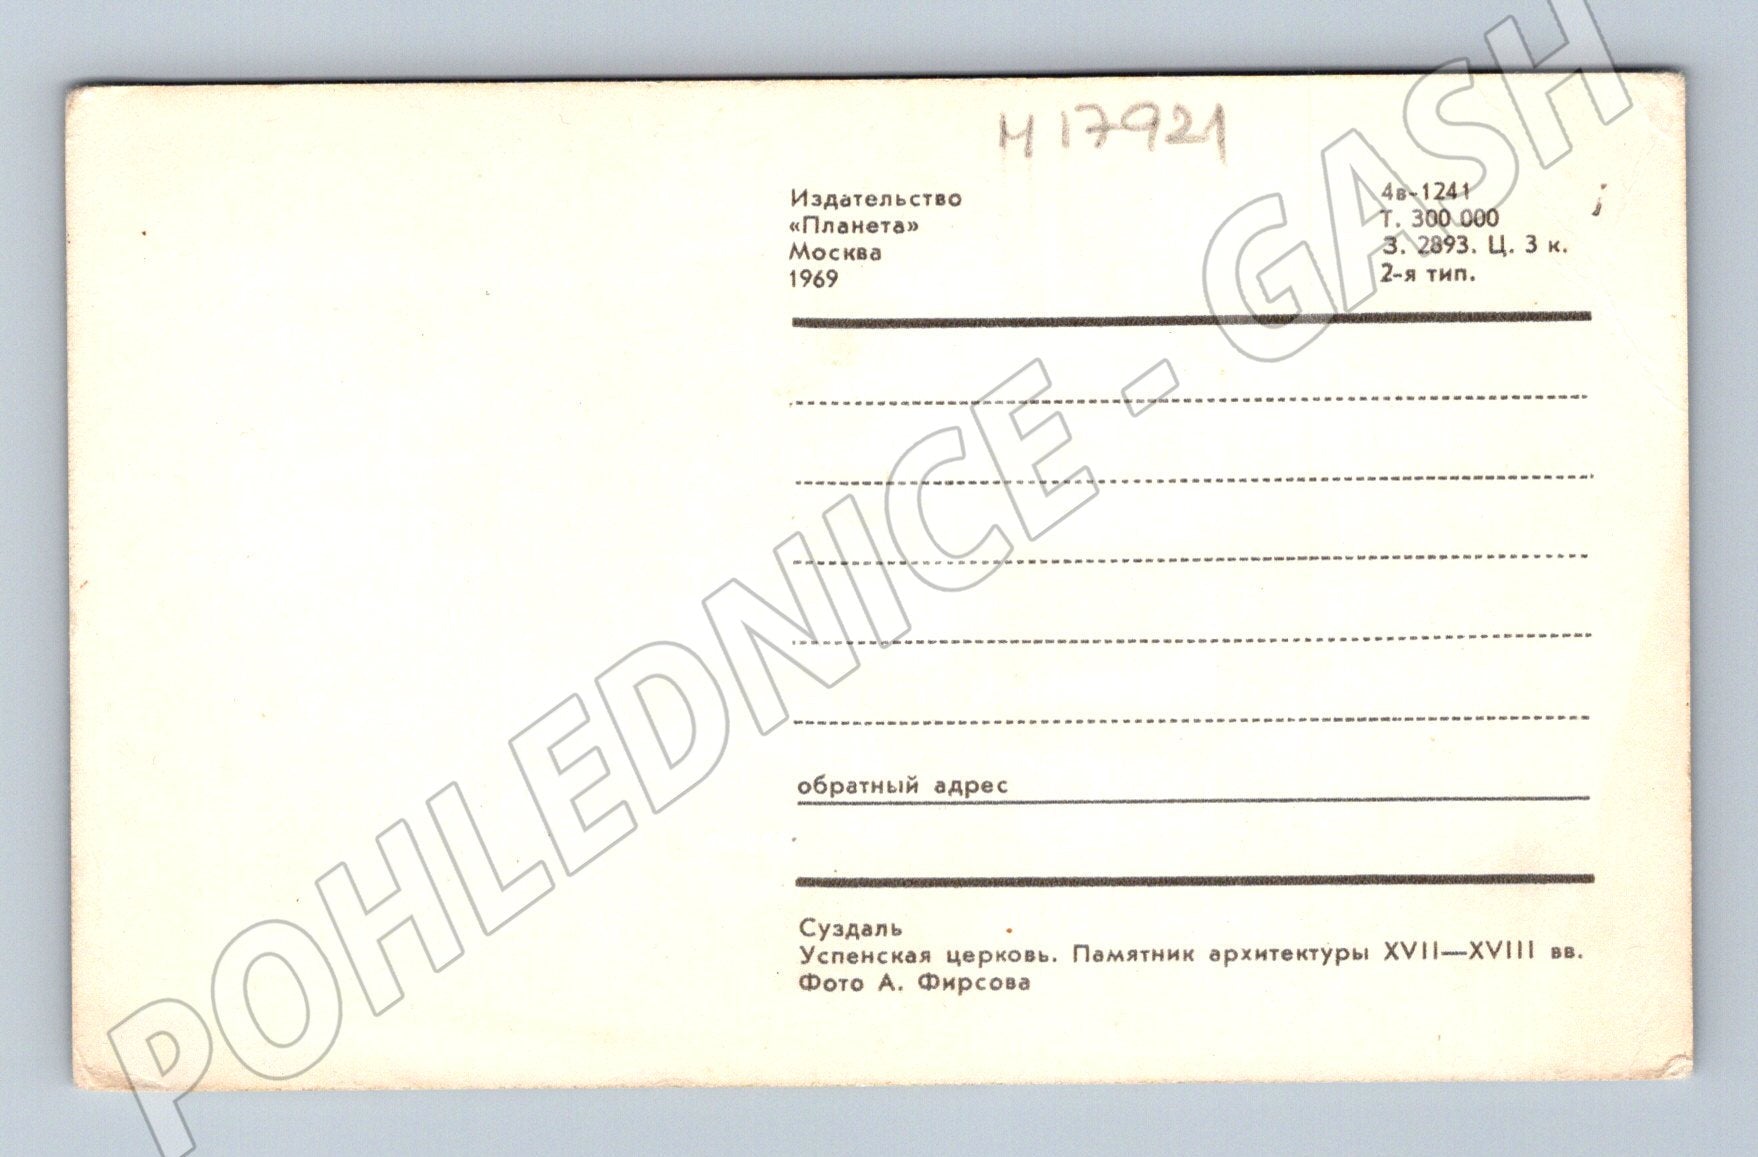 M 17921
Издательство
«Планета»
Москва
1969
4в-1241
Т. 300 000
З. 2893. Ц. 3 к.
2-я тип.
обратный адрес
Суздаль
Успенская церковь. Памятник архитектуры XVII—XVIII вв.
Фото А. Фирсова
POHLEDNICE - GASH